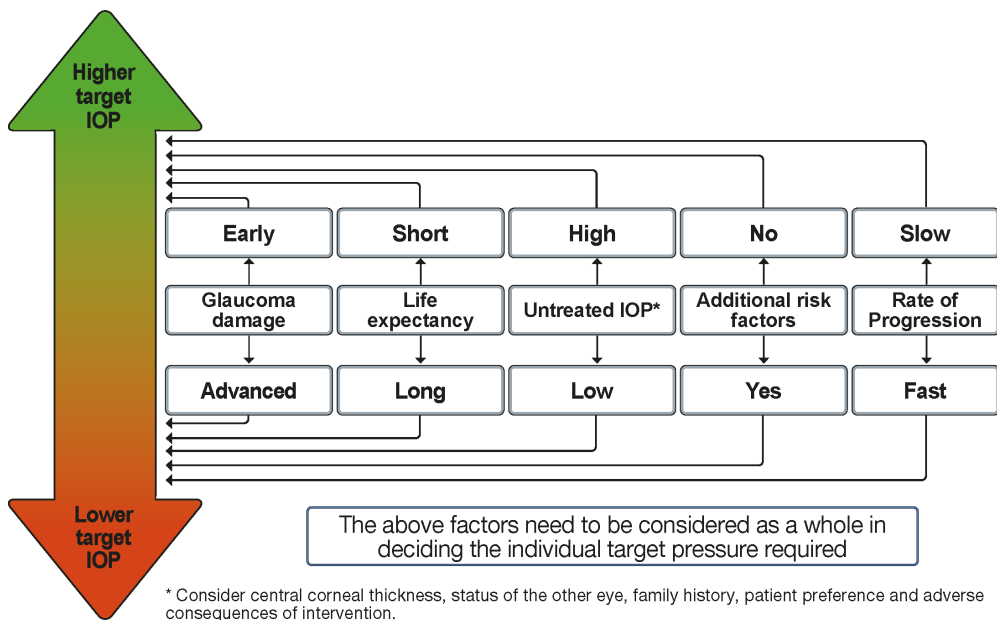 Higher
target
IOP
Early
Short
High
No
Slow
Glaucoma
damage
Life
expectancy
Untreated IOP*
Additional risk
factors
Rate of
Progression
Advanced
Long
Low
Yes
Fast
Lower
target
IOP
The above factors need to be considered as a whole in
deciding the individual target pressure required
* Consider central corneal thickness, status of the other eye, family history, patient preference and adverse
consequences of intervention.